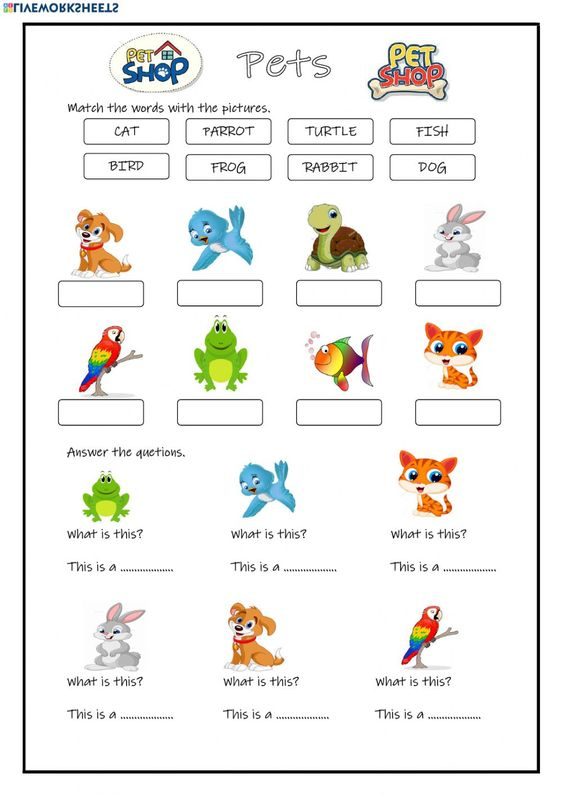 LIVEWORKSHEETS
PET SHOP
Pets
PET SHOP
Match the words with the pictures.
CAT PARROT TURTLE FISH
BIRD FROG RABBIT DOG
Answer the quetions.
What is this? What is this? What is this?
This is a ................... This is a ................... This is a ...................
What is this? What is this? What is this?
This is a ................... This is a ................... This is a ...................